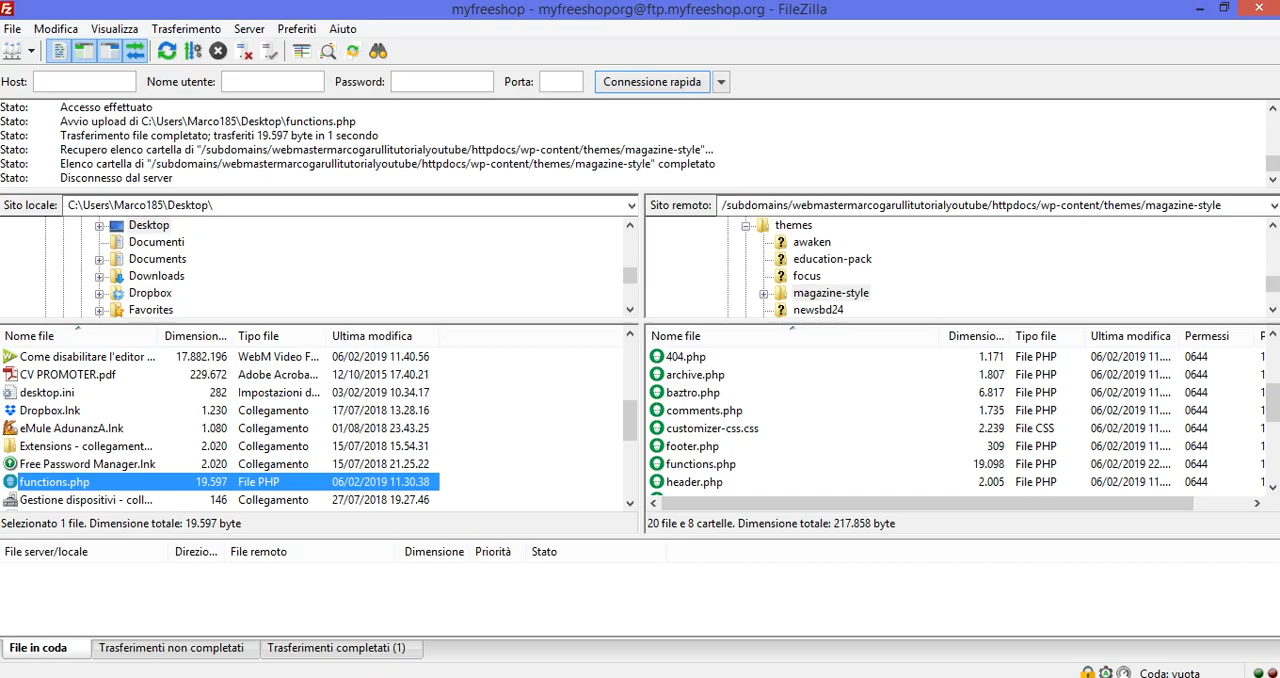 myfreeshop - myfreeshoporg@ftp.myfreeshop.org - FileZilla
File Modifica Visualizza Trasferimento Server Preferiti Aiuto
Host: Nome utente: Password: Porta: Connessione rapida
Stato: Accesso effettuato
Stato: Avvio upload di C:\Users\Marco185\Desktop\functions.php
Stato: Trasferimento file completato; trasferiti 19.597 byte in 1 secondo
Stato: Recupero elenco cartella di "/subdomains/webmastermarcogarullitutorialyoutube/httpdocs/wp-content/themes/magazine-style"...
Stato: Elenco cartella di "/subdomains/webmastermarcogarullitutorialyoutube/httpdocs/wp-content/themes/magazine-style" completato
Stato: Disconnesso dal server
Sito locale: C:\Users\Marco185\Desktop\
Desktop
Documenti
Documents
Downloads
Dropbox
Favorites
Nome file Dimension... Tipo file Ultima modifica
Come disabilitare l'editor ... 17.882.196 WebM Video F... 06/02/2019 11.40.56
CV PROMOTER.pdf 229.672 Adobe Acroba... 12/10/2015 17.40.21
desktop.ini 282 Impostazioni d... 03/02/2019 10.34.17
Dropbox.lnk 1.230 Collegamento 17/07/2018 13.28.16
eMule AdunanzA.lnk 1.080 Collegamento 01/08/2018 23.43.25
Extensions - collegament... 2.020 Collegamento 15/07/2018 15.54.31
Free Password Manager.lnk 2.020 Collegamento 15/07/2018 21.25.22
functions.php 19.597 File PHP 06/02/2019 11.30.38
Gestione dispositivi - coll... 146 Collegamento 27/07/2018 19.27.46
Selezionato 1 file. Dimensione totale: 19.597 byte
Sito remoto: /subdomains/webmastermarcogarullitutorialyoutube/httpdocs/wp-content/themes/magazine-style
themes
awaken
education-pack
focus
magazine-style
newsbd24
Nome file Dimensio... Tipo file Ultima modifica Permessi P
404.php 1.171 File PHP 06/02/2019 11.... 0644 1
archive.php 1.807 File PHP 06/02/2019 11.... 0644 1
baztro.php 6.817 File PHP 06/02/2019 11.... 0644 1
comments.php 1.735 File PHP 06/02/2019 11.... 0644 1
customizer-css.css 2.239 File CSS 06/02/2019 11.... 0644 1
footer.php 309 File PHP 06/02/2019 11.... 0644 1
functions.php 19.098 File PHP 06/02/2019 22.... 0644 1
header.php 2.005 File PHP 06/02/2019 11.... 0644 1
20 file e 8 cartelle. Dimensione totale: 217.858 byte
File server/locale Direzio... File remoto Dimensione Priorità Stato
File in coda Trasferimenti non completati Trasferimenti completati (1)
Coda: vuota